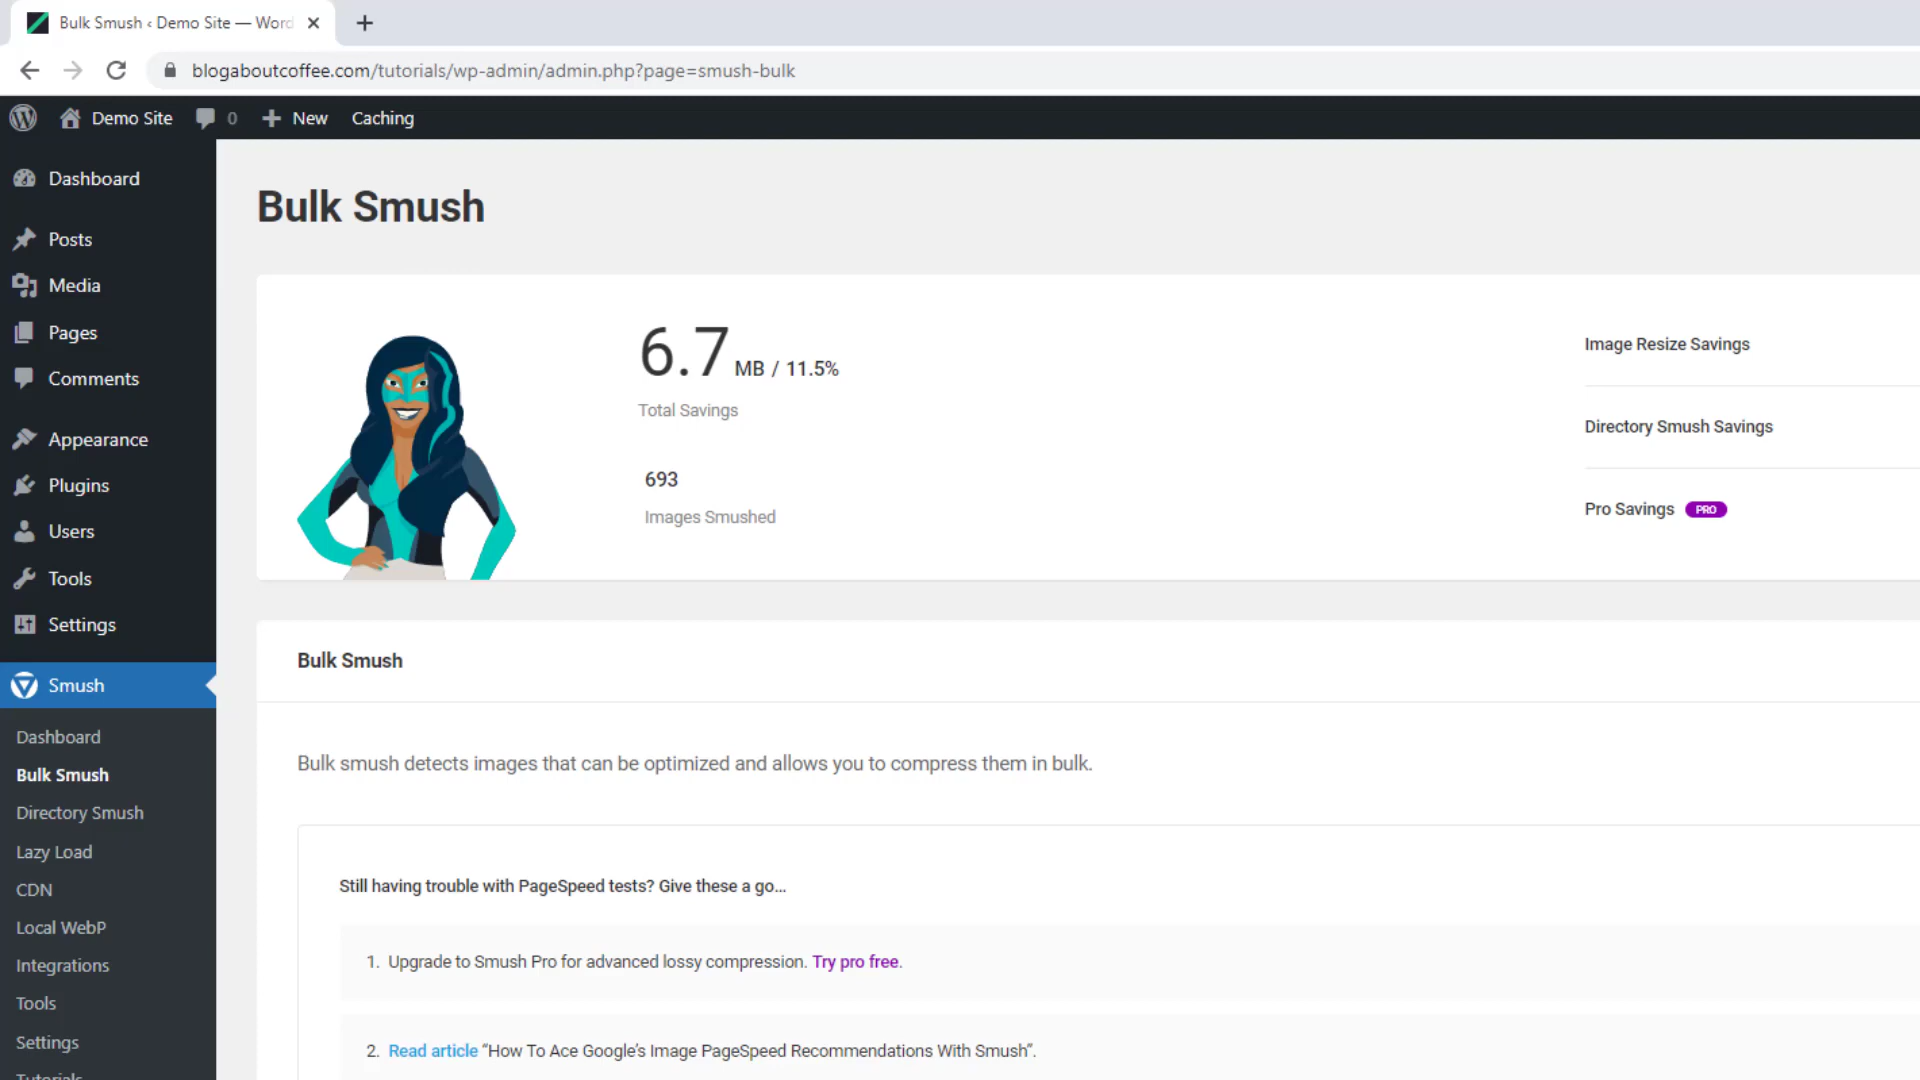 Bulk Smush ‹ Demo Site — Word
blogaboutcoffee.com/tutorials/wp-admin/admin.php?page=smush-bulk
Demo Site 0 New Caching
Dashboard
Posts
Media
Pages
Comments
Appearance
Plugins
Users
Tools
Settings
Smush
Dashboard
Bulk Smush
Directory Smush
Lazy Load
CDN
Local WebP
Integrations
Tools
Settings
Tutorials
Bulk Smush
6.7 MB / 11.5%
Total Savings
693
Images Smushed
Image Resize Savings
Directory Smush Savings
Pro Savings PRO
Bulk Smush
Bulk smush detects images that can be optimized and allows you to compress them in bulk.
Still having trouble with PageSpeed tests? Give these a go...
1. Upgrade to Smush Pro for advanced lossy compression. Try pro free.
2. Read article “How To Ace Google’s Image PageSpeed Recommendations With Smush”.